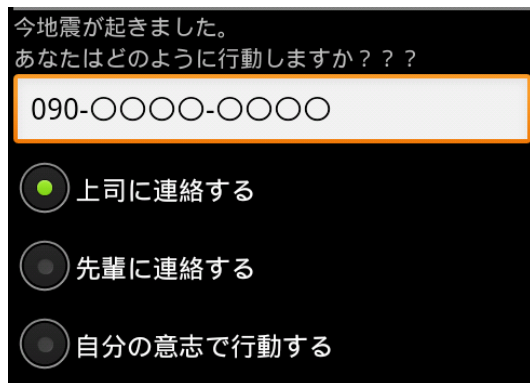 今地震が起きました。
あなたはどのように行動しますか？？？
090-〇〇〇〇-〇〇〇〇
上司に連絡する
先輩に連絡する
自分の意志で行動する